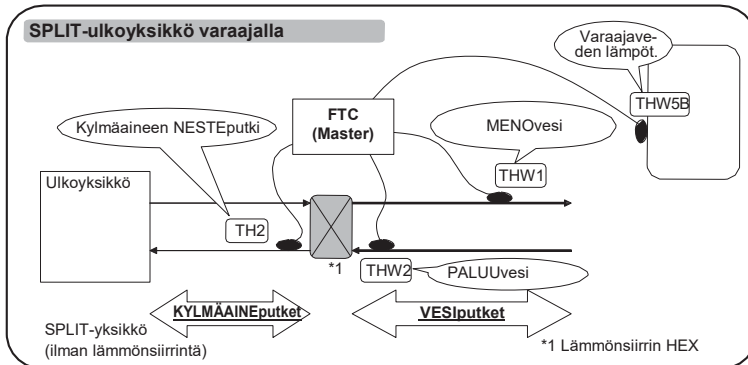 SPLIT-ulkoyksikkö varaajalla
Varaajave-
den lämpöt.
THW5B
FTC
(Master)
Kylmäaineen NESTEputki
MENOvesi
THW1
Ulkoyksikkö
TH2
*1
THW2
PALUUvesi
KYLMÄAINEputket
VESIputket
SPLIT-yksikkö
(ilman lämmönsiirrintä)
*1 Lämmönsiirrin HEX